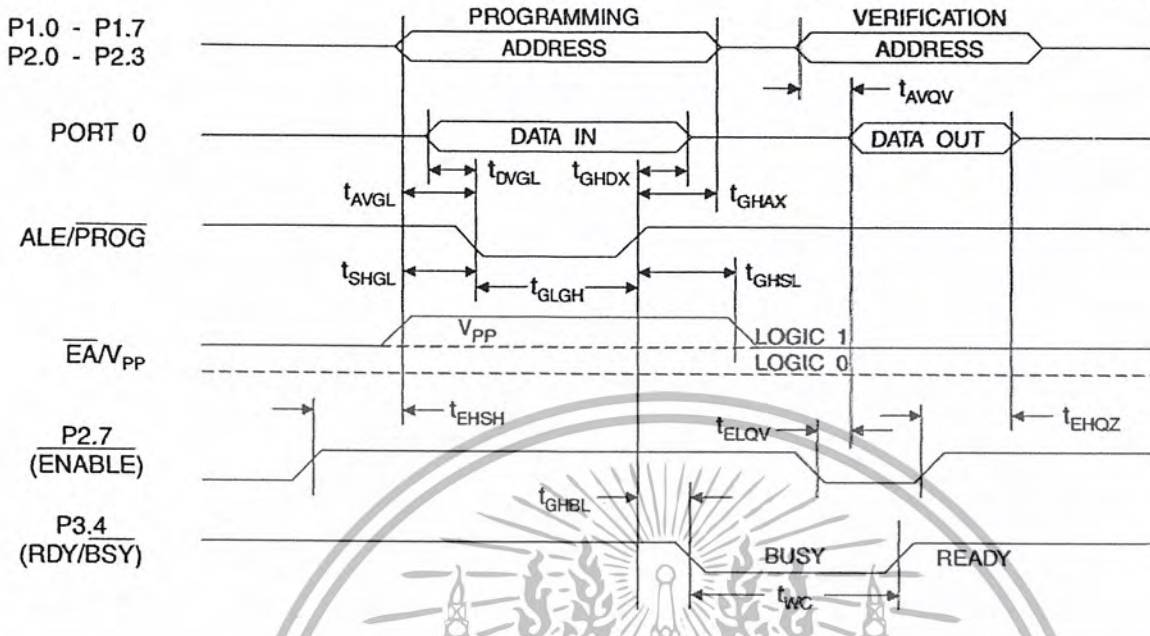 PROGRAMMING VERIFICATION
P1.0 - P1.7
P2.0 - P2.3
ADDRESS ADDRESS
tAVQV
PORT 0
DATA IN DATA OUT
tDVGL tGHDX
tAVGL tGHAX
ALE/PROG
tSHGL tGLGH tGHSL
EA/VPP
VPP
LOGIC 1
LOGIC 0
tEHSH tELQV tEHQZ
P2.7
(ENABLE)
tGHBL
P3.4
(RDY/BSY)
BUSY READY
tWC